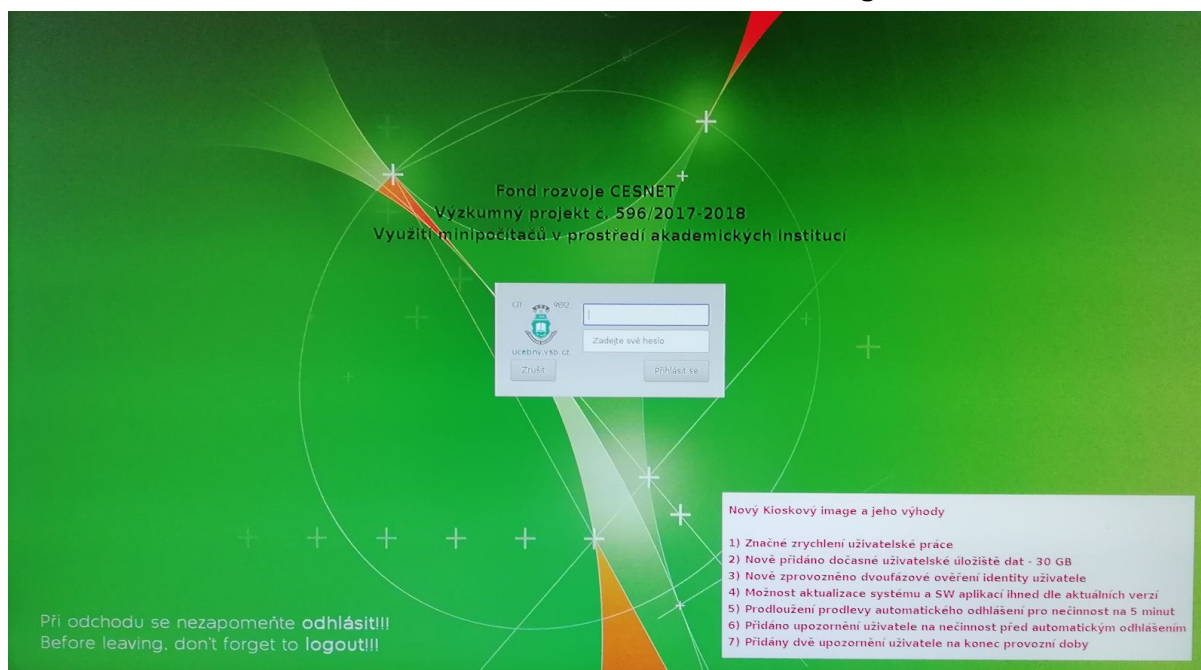 Fond rozvoje CESNET
Výzkumný projekt č. 596/2017-2018
Využití minipočítačů v prostředí akademických institucí
CIT 9812
Zadejte své heslo
ucebny.vsb.cz
Zrušit
Přihlásit se
Nový Kioskový image a jeho výhody
1) Značné zrychlení uživatelské práce
2) Nově přidáno dočasné uživatelské úložiště dat - 30 GB
3) Nově zprovozněno dvoufázové ověření identity uživatele
4) Možnost aktualizace systému a SW aplikací ihned dle aktuálních verzí
5) Prodloužení prodlevy automatického odhlášení pro nečinnost na 5 minut
6) Přidáno upozornění uživatele na nečinnost před automatickým odhlášením
7) Přidány dvě upozornění uživatele na konec provozní doby
Při odchodu se nezapomeňte odhlásit!!!
Before leaving, don't forget to logout!!!